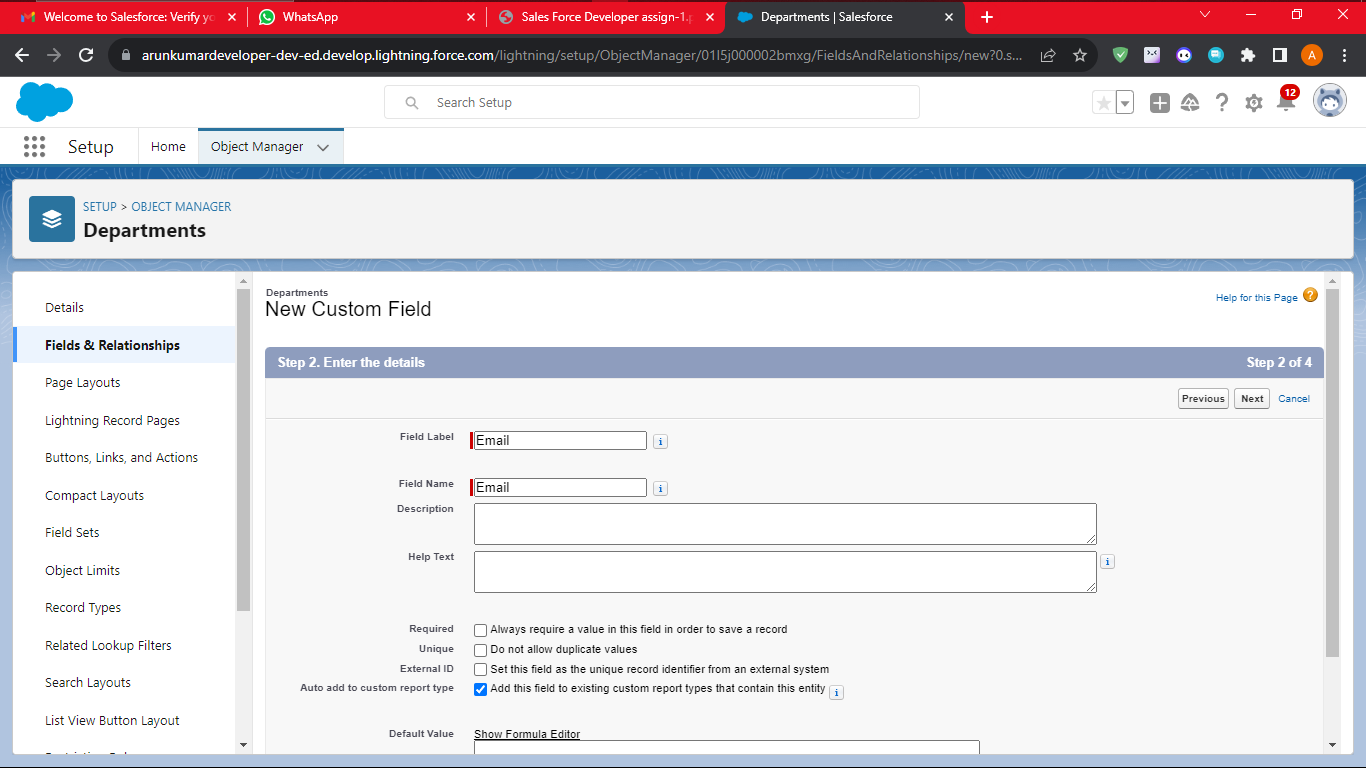 Welcome to Salesforce: Verify yo
WhatsApp
Sales Force Developer assign-1.p
Departments | Salesforce
arunkumardeveloper-dev-ed.develop.lightning.force.com/lightning/setup/ObjectManager/01I5j000002bmxg/FieldsAndRelationships/new?0.s...
A
Search Setup
12
Setup
Home
Object Manager
SETUP > OBJECT MANAGER
Departments
Details
Fields & Relationships
Page Layouts
Lightning Record Pages
Buttons, Links, and Actions
Compact Layouts
Field Sets
Object Limits
Record Types
Related Lookup Filters
Search Layouts
List View Button Layout
Departments
New Custom Field
Help for this Page ?
Step 2. Enter the details
Step 2 of 4
Previous Next Cancel
Field Label Email i
Field Name Email i
Description
Help Text i
Required Always require a value in this field in order to save a record
Unique Do not allow duplicate values
External ID Set this field as the unique record identifier from an external system
Auto add to custom report type Add this field to existing custom report types that contain this entity i
Default Value Show Formula Editor